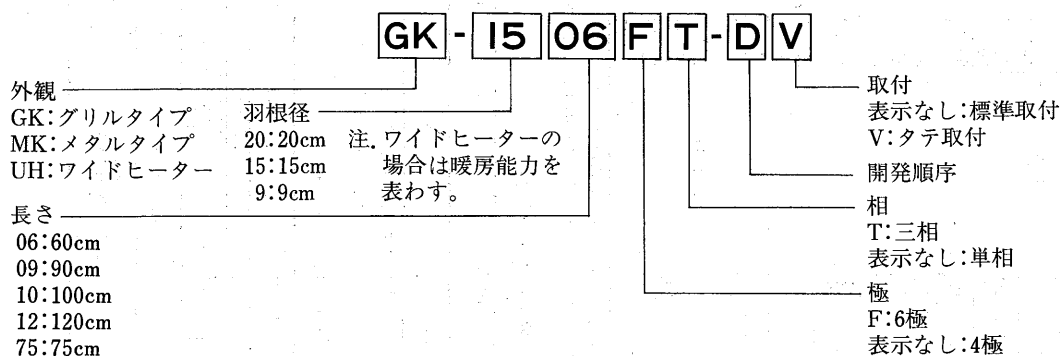 GK-1506FT-DV
外観
GK:グリルタイプ
MK:メタルタイプ
UH:ワイドヒーター
羽根径
20:20cm
15:15cm
9:9cm
注.ワイドヒーターの
場合は暖房能力を
表わす。
長さ
06:60cm
09:90cm
10:100cm
12:120cm
75:75cm
取付
表示なし:標準取付
V:タテ取付
開発順序
相
T:三相
表示なし:単相
極
F:6極
表示なし:4極